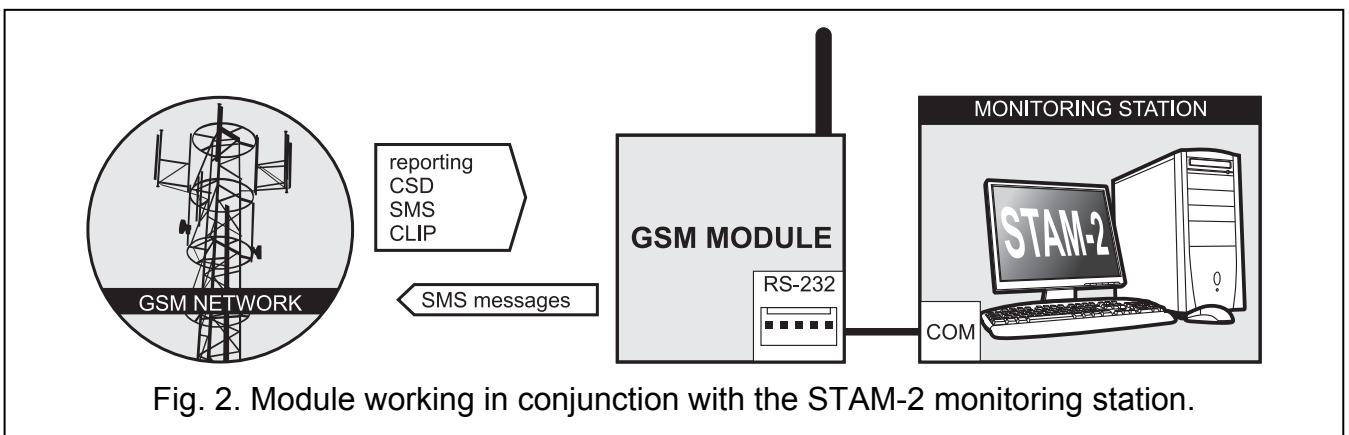 GSM NETWORK
reporting
CSD
SMS
CLIP
SMS messages
GSM MODULE
RS-232
MONITORING STATION
STAM-2
COM
Fig. 2. Module working in conjunction with the STAM-2 monitoring station.